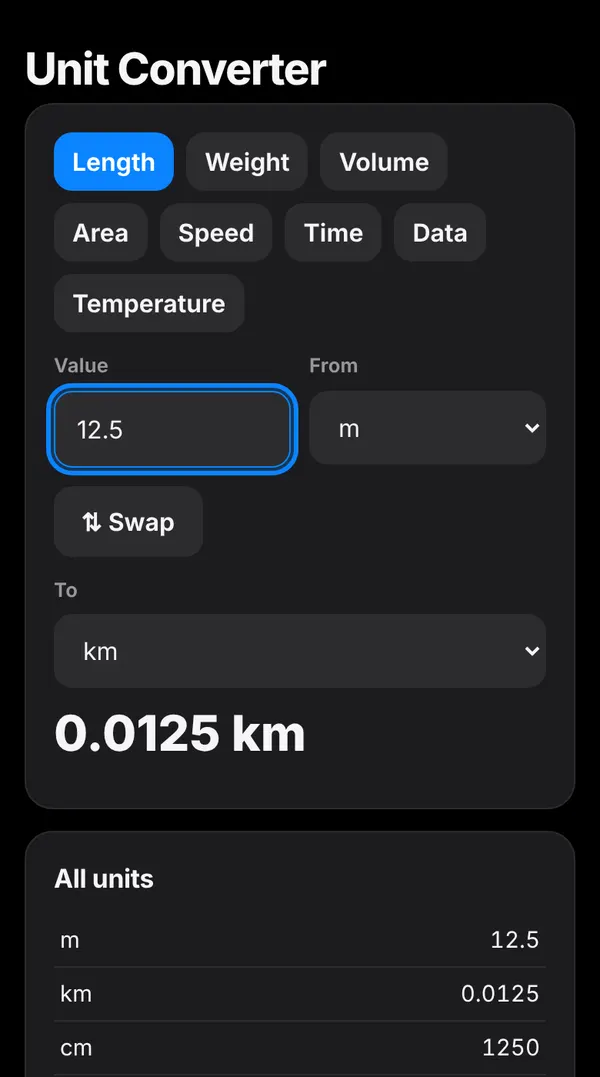 Unit Converter
Length Weight Volume
Area Speed Time Data
Temperature
Value From
12.5 m
⇅ Swap
To
km
0.0125 km
All units
m 12.5
km 0.0125
cm 1250